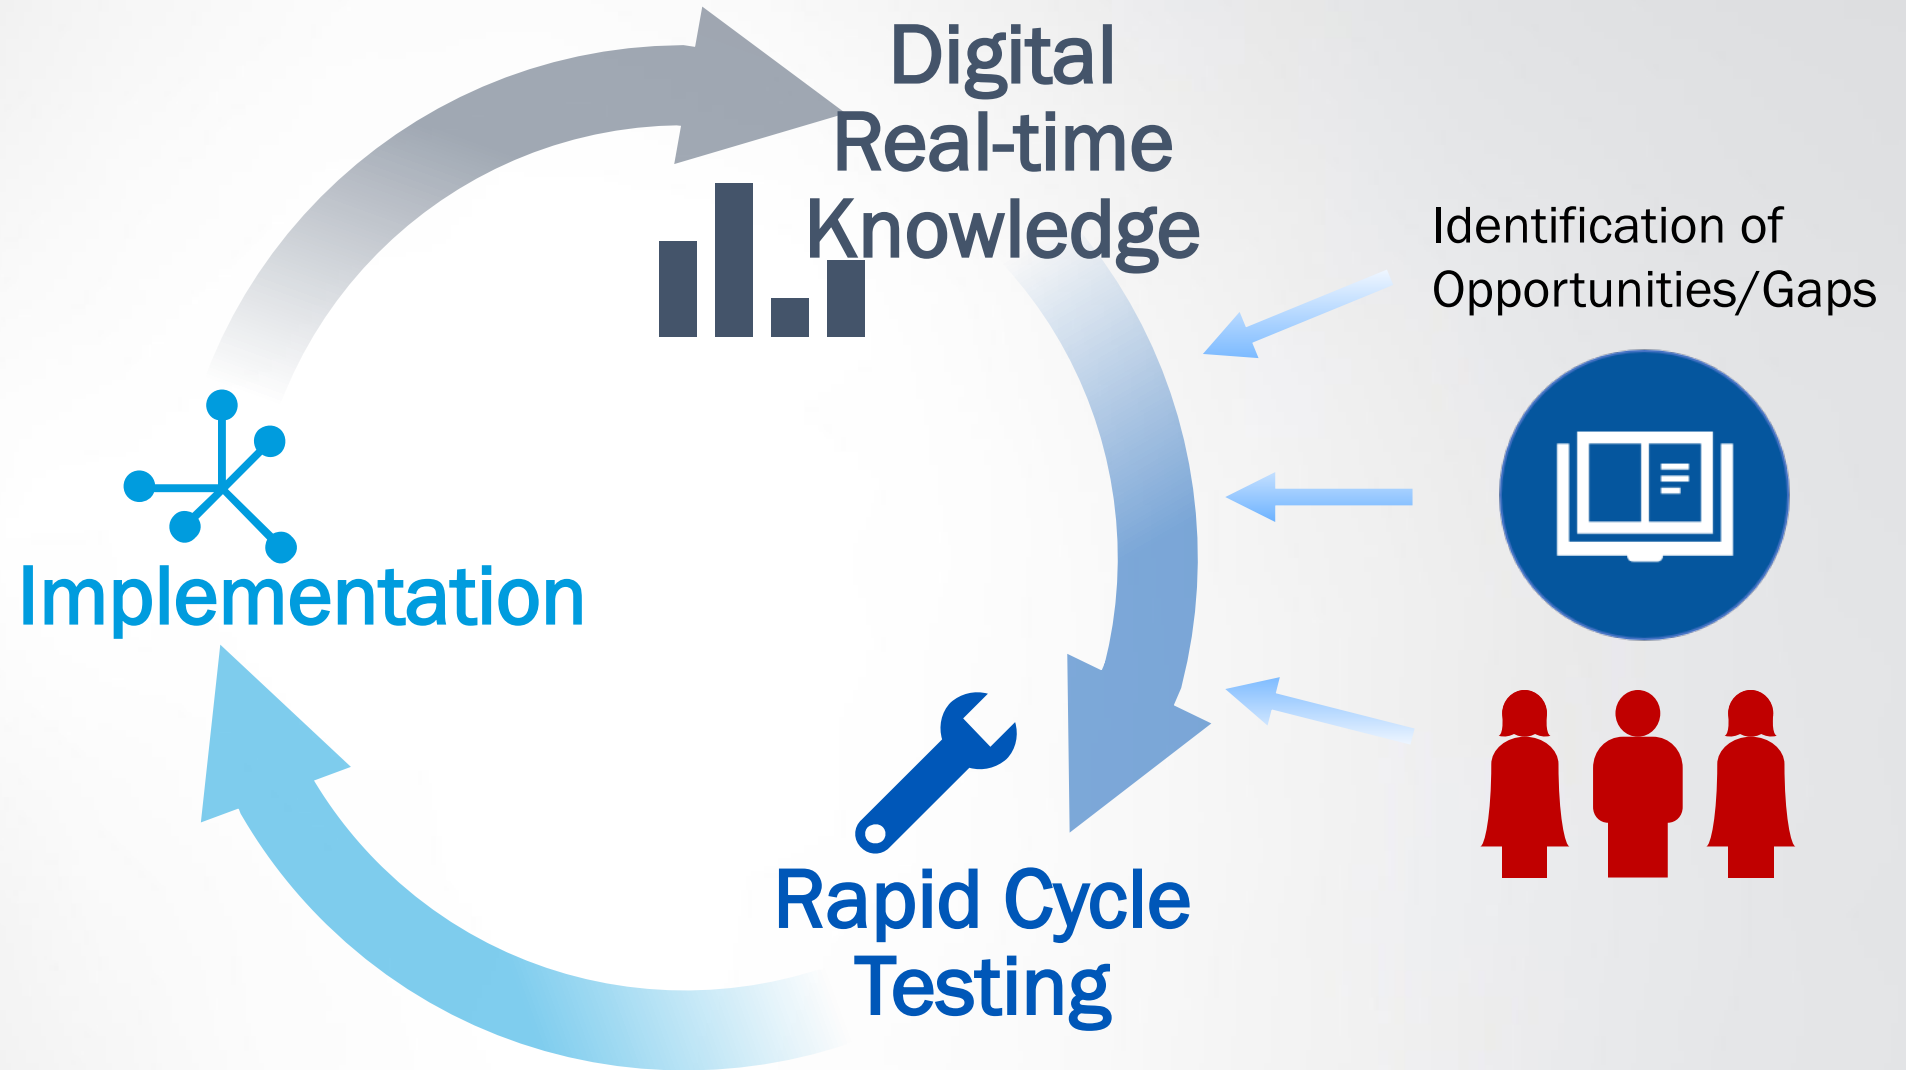 Digital
Real-time
Knowledge
Identification of
Opportunities/Gaps
Implementation
Rapid Cycle
Testing